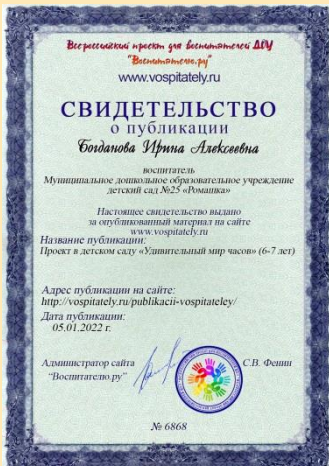 Всероссийский проект для воспитателей ДОУ
"Воспитателю.ру"
www.vospitately.ru
СВИДЕТЕЛЬСТВО
о публикации
Богданова Ирина Алексеевна
воспитатель
Муниципальное дошкольное образовательное учреждение
детский сад №25 «Ромашка»
Настоящее свидетельство выдано
за опубликованный материал на сайте
www.vospitately.ru
Название публикации:
Проект в детском саду «Удивительный мир часов» (6-7 лет)
Адрес публикации на сайте:
http://vospitately.ru/publikacii-vospitateley/
Дата публикации:
05.01.2022 г.
Администратор сайта С.В. Фенин
"Воспитателю.ру"
№ 6868